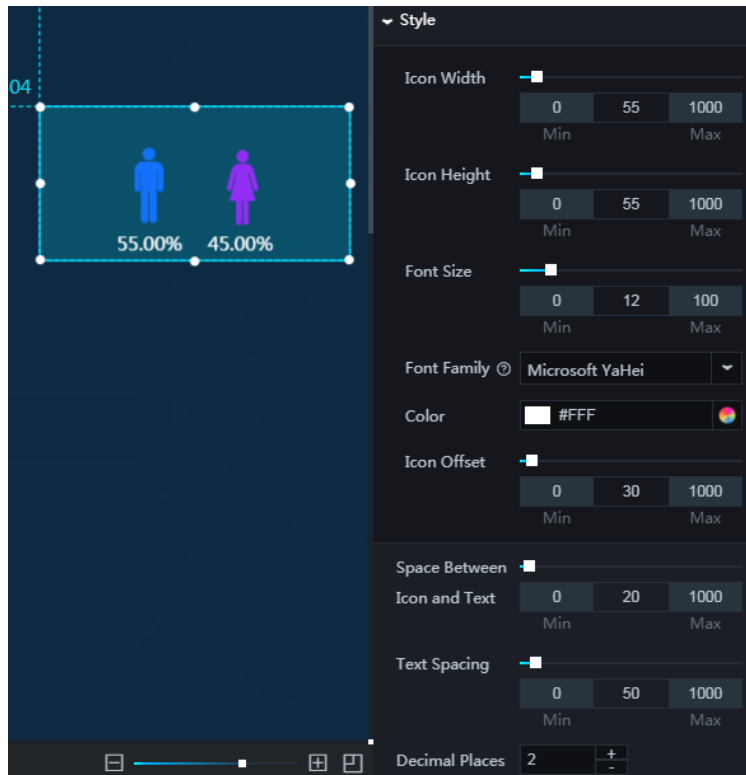 04
55.00% 45.00%
Style
Icon Width
0 55 1000
Min Max
Icon Height
0 55 1000
Min Max
Font Size
0 12 100
Min Max
Font Family ? Microsoft YaHei
Color #FFF
Icon Offset
0 30 1000
Min Max
Space Between
Icon and Text 0 20 1000
Min Max
Text Spacing
0 50 1000
Min Max
Decimal Places 2 + -